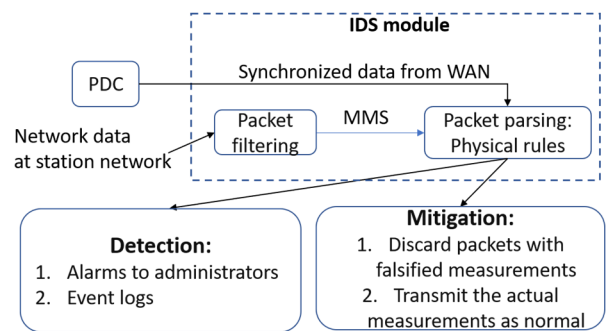 IDS module
PDC
Synchronized data from WAN
Network data
at station network
Packet
filtering
MMS
Packet parsing:
Physical rules
Detection:
1. Alarms to administrators
2. Event logs
Mitigation:
1. Discard packets with
falsified measurements
2. Transmit the actual
measurements as normal